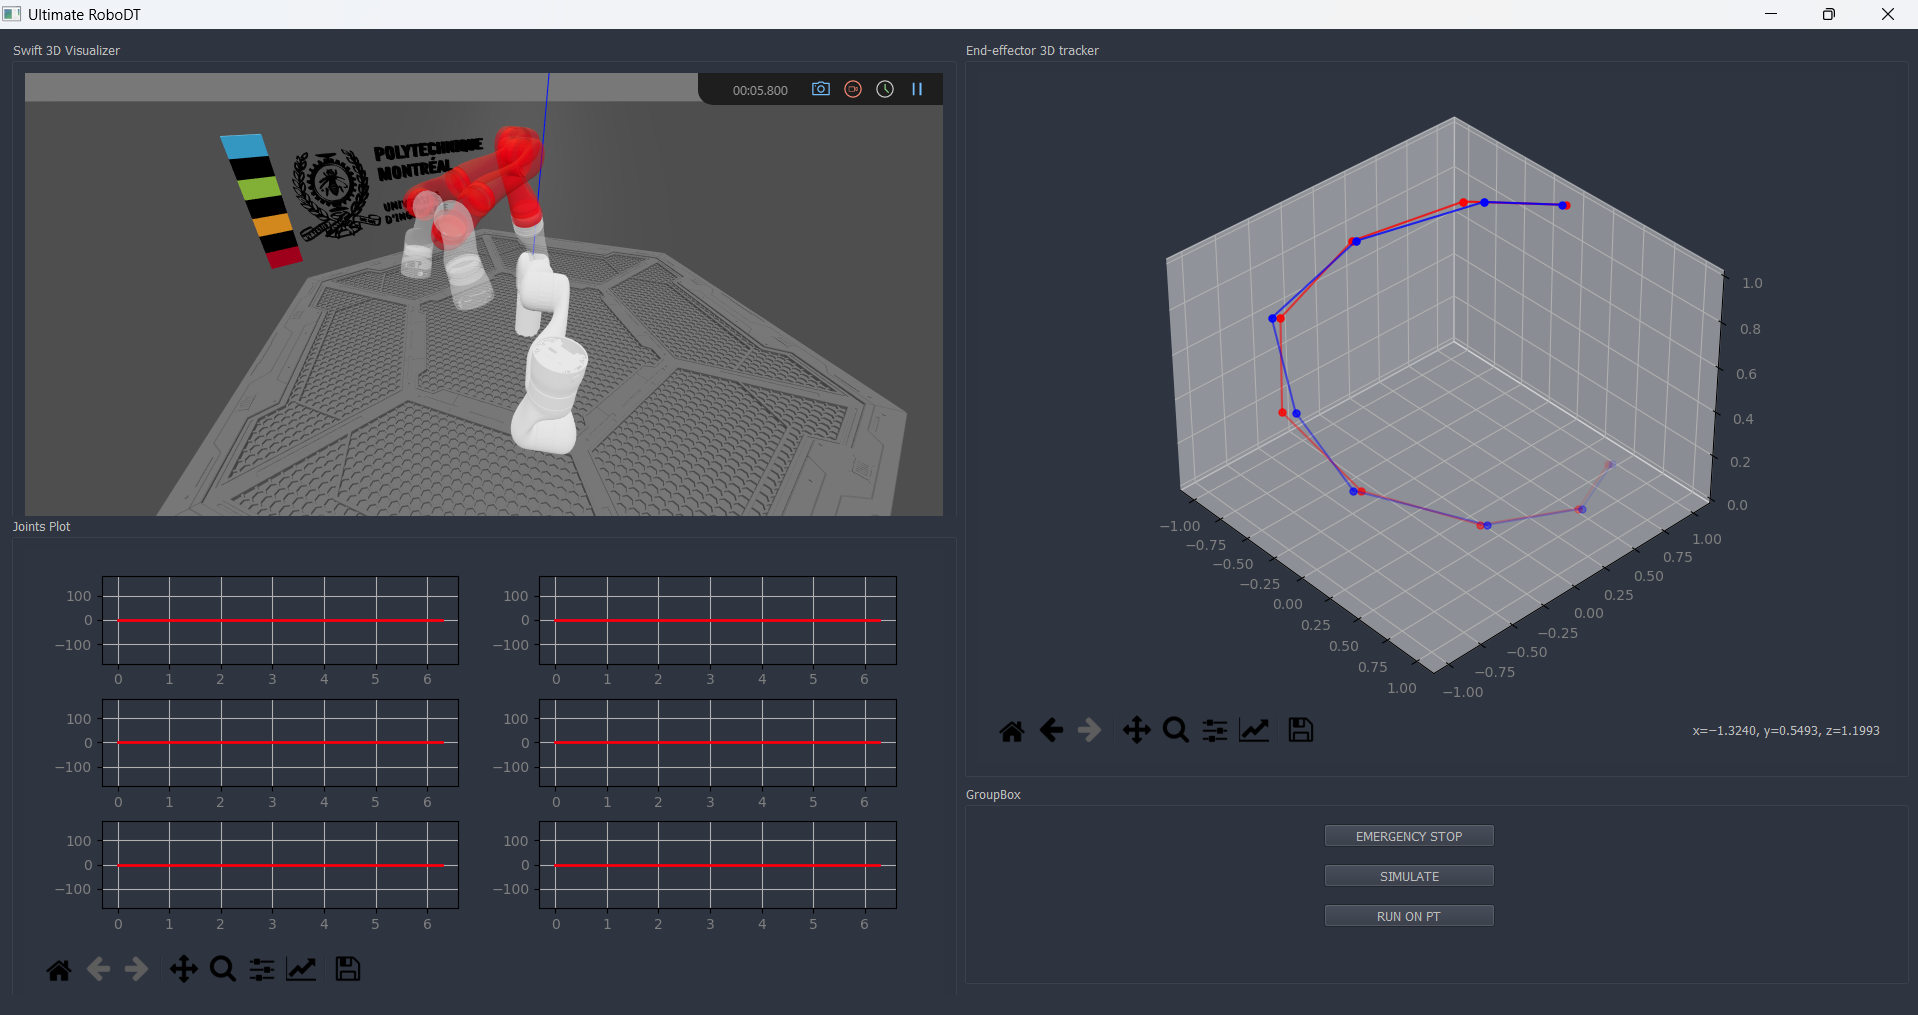 Ultimate RoboDT
Swift 3D Visualizer
00:05.800
POLYTECHNIQUE
MONTRÉAL
End-effector 3D tracker
1.0
0.8
0.6
0.4
0.2
0.0
−1.00
−0.75
−0.50
−0.25
0.00
0.25
0.50
0.75
1.00
1.00
0.75
0.50
0.25
0.00
−0.25
−0.50
−0.75
−1.00
x=−1.3240, y=0.5493, z=1.1993
Joints Plot
100
0
−100
0 1 2 3 4 5 6
100
0
−100
0 1 2 3 4 5 6
100
0
−100
0 1 2 3 4 5 6
100
0
−100
0 1 2 3 4 5 6
100
0
−100
0 1 2 3 4 5 6
100
0
−100
0 1 2 3 4 5 6
GroupBox
EMERGENCY STOP
SIMULATE
RUN ON PT